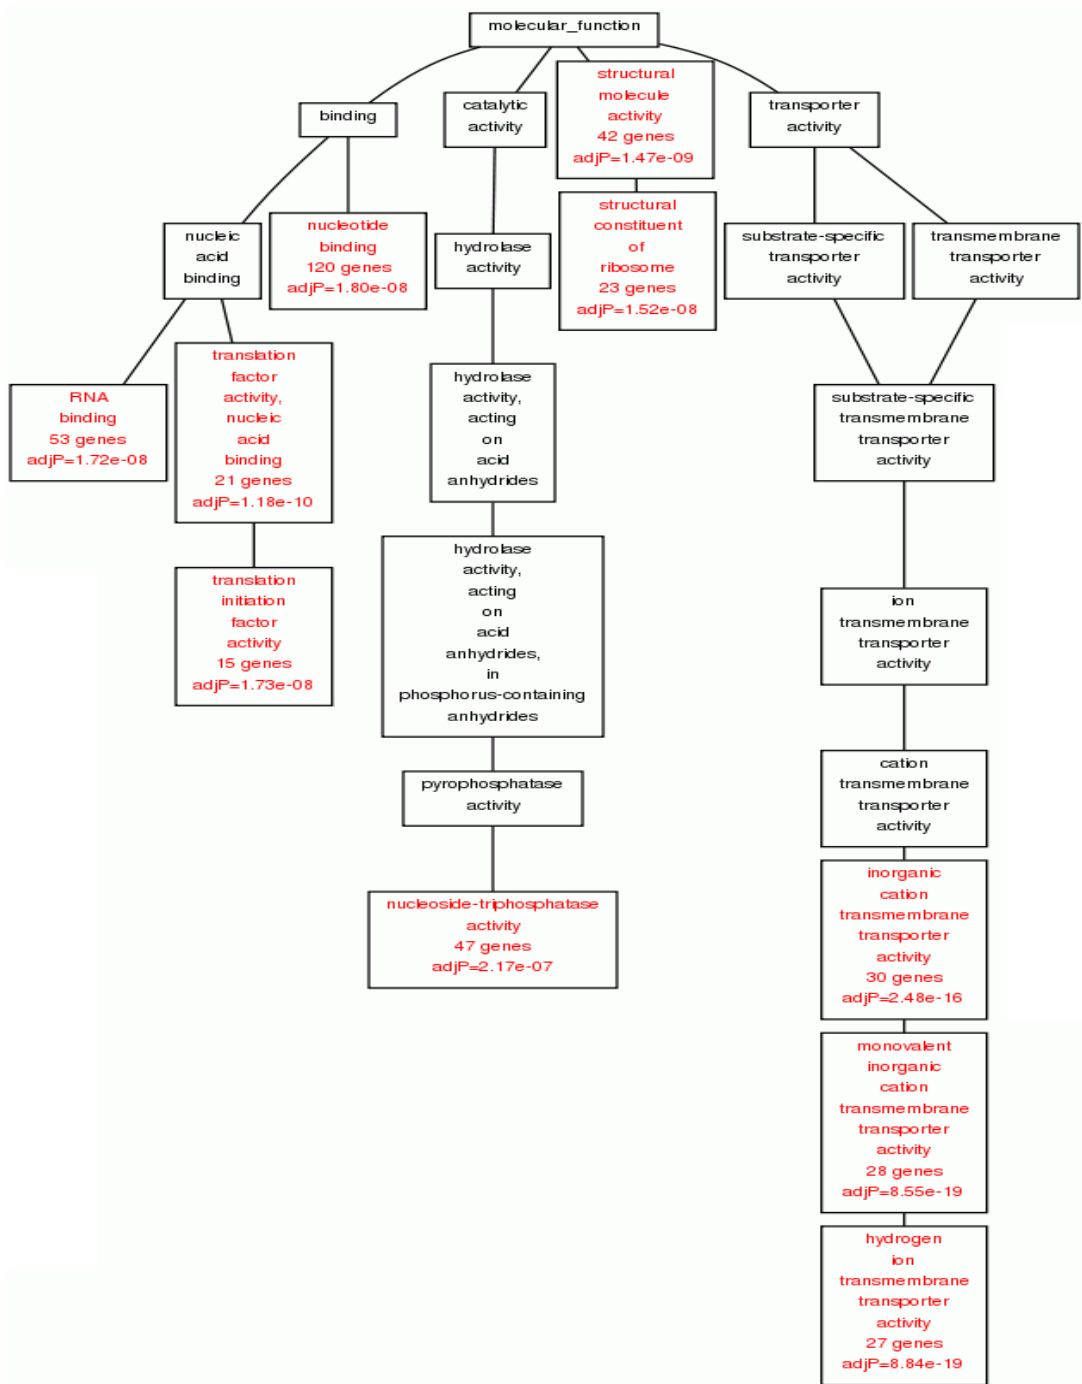 molecular_function
binding
catalytic
activity
structural
molecule
activity
42 genes
adjP=1.47e-09
transporter
activity
nucleic
acid
binding
nucleotide
binding
120 genes
adjP=1.80e-08
hydrolase
activity
structural
constituent
of
ribosome
23 genes
adjP=1.52e-08
substrate-specific
transporter
activity
transmembrane
transporter
activity
RNA
binding
53 genes
adjP=1.72e-08
translation
factor
activity,
nucleic
acid
binding
21 genes
adjP=1.18e-10
hydrolase
activity,
acting
on
acid
anhydrides
substrate-specific
transmembrane
transporter
activity
translation
initiation
factor
activity
15 genes
adjP=1.73e-08
hydrolase
activity,
acting
on
acid
anhydrides,
in
phosphorus-containing
anhydrides
ion
transmembrane
transporter
activity
pyrophosphatase
activity
cation
transmembrane
transporter
activity
nucleoside-triphosphatase
activity
47 genes
adjP=2.17e-07
inorganic
cation
transmembrane
transporter
activity
30 genes
adjP=2.48e-16
monovalent
inorganic
cation
transmembrane
transporter
activity
28 genes
adjP=8.55e-19
hydrogen
ion
transmembrane
transporter
activity
27 genes
adjP=8.84e-19